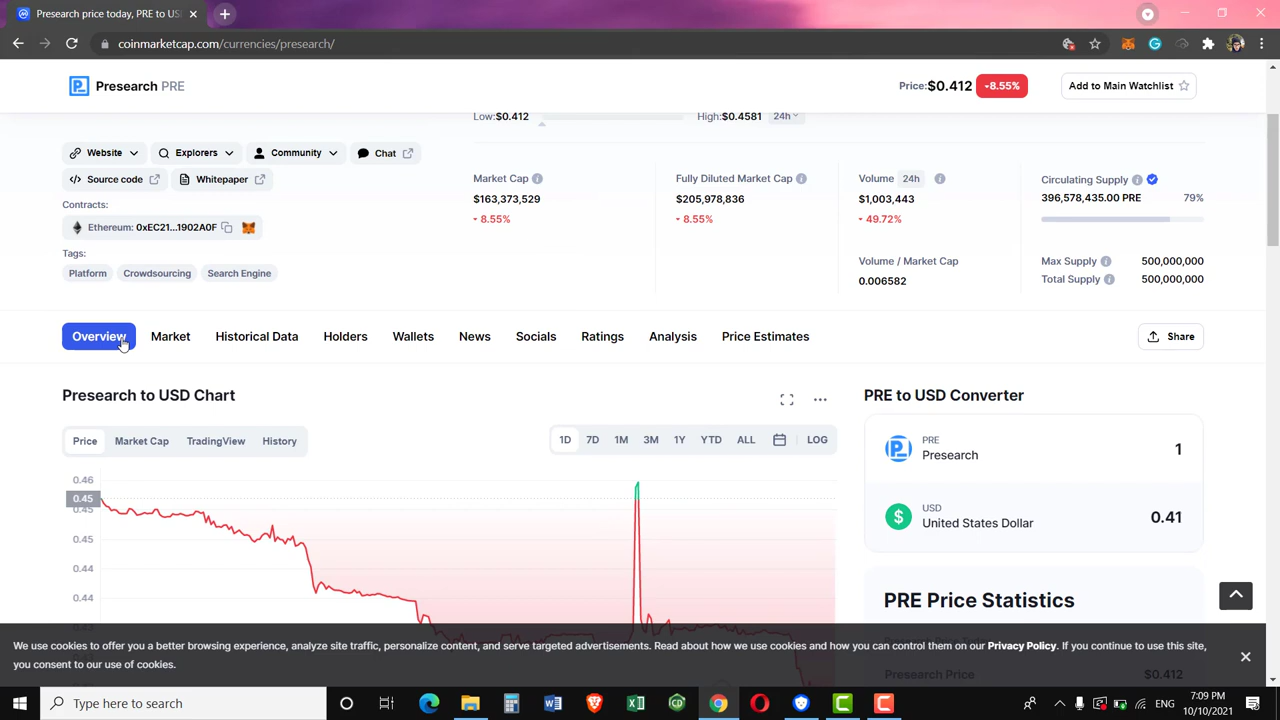 Presearch price today, PRE to US
coinmarketcap.com/currencies/presearch/
Presearch PRE
Price: $0.412
8.55%
Add to Main Watchlist
Low: $0.412
High: $0.4581
24h
Website
Explorers
Community
Chat
Source code
Whitepaper
Contracts:
Ethereum: 0xEC21...1902A0F
Tags:
Platform
Crowdsourcing
Search Engine
Market Cap
$163,373,529
8.55%
Fully Diluted Market Cap
$205,978,836
8.55%
Volume 24h
$1,003,443
49.72%
Volume / Market Cap
0.006582
Circulating Supply
396,578,435.00 PRE
79%
Max Supply 500,000,000
Total Supply 500,000,000
Overview
Market
Historical Data
Holders
Wallets
News
Socials
Ratings
Analysis
Price Estimates
Share
Presearch to USD Chart
Price
Market Cap
TradingView
History
1D
7D
1M
3M
1Y
YTD
ALL
LOG
0.46
0.45
0.45
0.45
0.44
0.44
PRE to USD Converter
PRE
Presearch
1
USD
United States Dollar
0.41
PRE Price Statistics
Presearch Price
$0.412
We use cookies to offer you a better browsing experience, analyze site traffic, personalize content, and serve targeted advertisements. Read about how we use cookies and how you can control them on our Privacy Policy. If you continue to use this site,
you consent to our use of cookies.
Type here to search
7:09 PM
10/10/2021